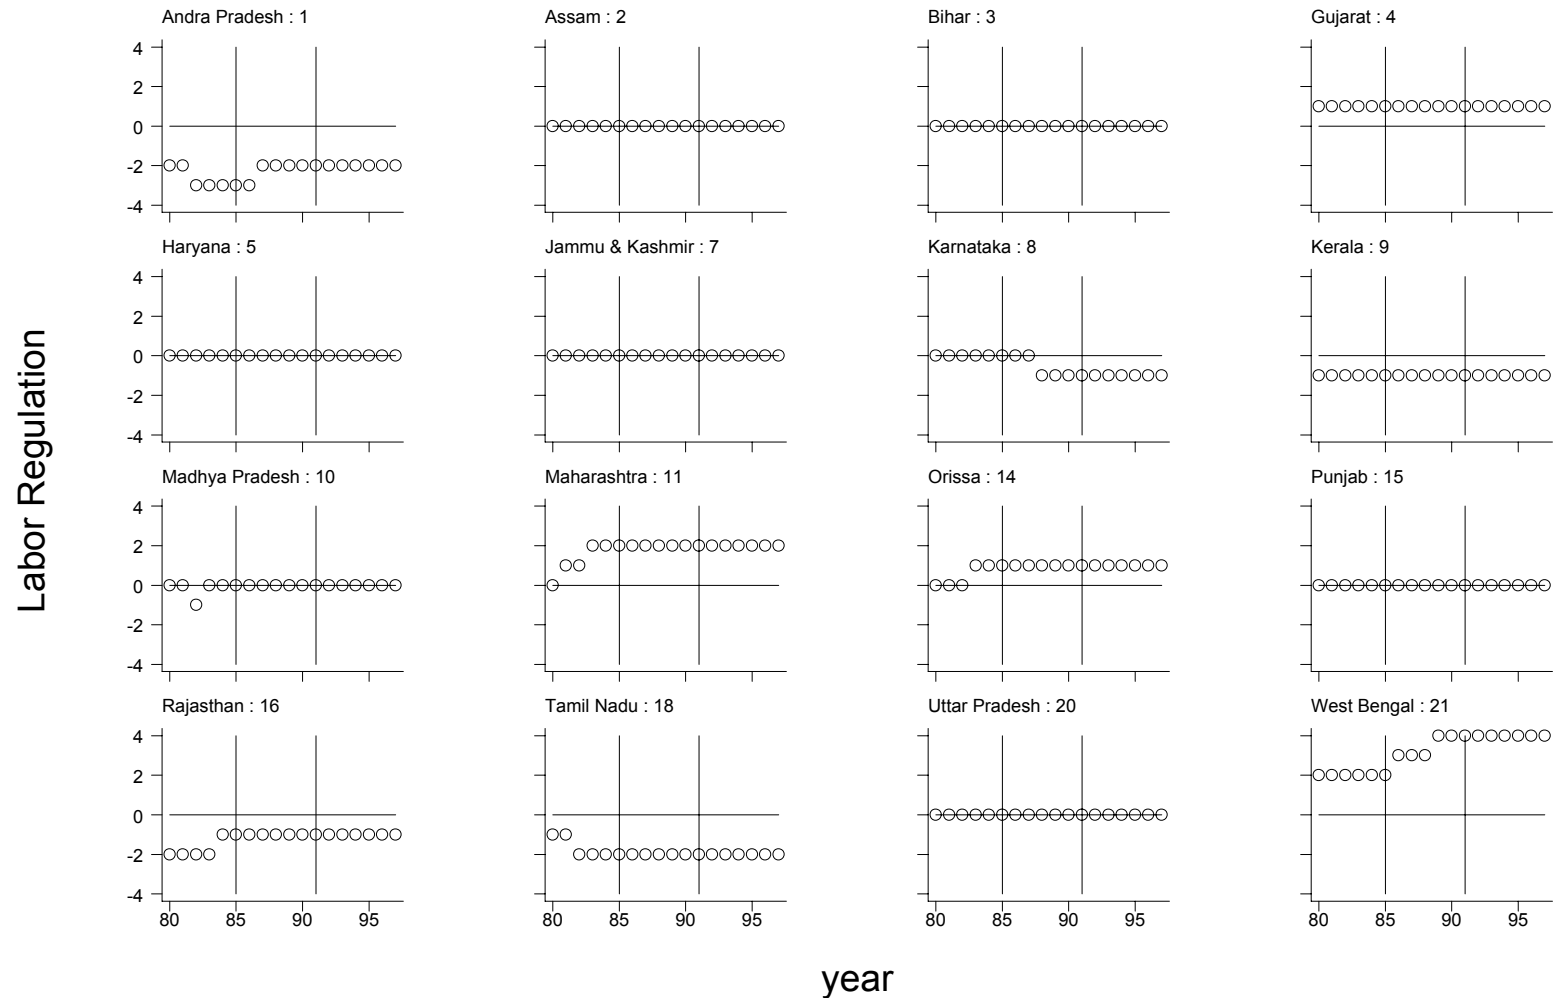 Andra Pradesh : 1
Assam : 2
Bihar : 3
Gujarat : 4
4
2
0
-2
-4
Haryana : 5
Jammu & Kashmir : 7
Karnataka : 8
Kerala : 9
4
2
0
-2
-4
Labor Regulation
Madhya Pradesh : 10
Maharashtra : 11
Orissa : 14
Punjab : 15
4
2
0
-2
-4
Rajasthan : 16
Tamil Nadu : 18
Uttar Pradesh : 20
West Bengal : 21
4
2
0
-2
-4
80 85 90 95
80 85 90 95
80 85 90 95
80 85 90 95
year